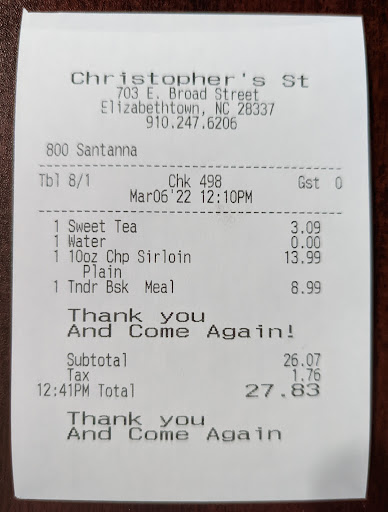 Christopher's St
703 E. Broad Street
Elizabethtown, NC 28337
910.247.6206
800 Santanna
Tbl 8/1 Chk 498 Gst 0
Mar06'22 12:10PM
1 Sweet Tea 3.09
1 Water 0.00
1 10oz Chp Sirloin 13.99
Plain
1 Tndr Bsk Meal 8.99
Thank you
And Come Again!
Subtotal 26.07
Tax 1.76
12:41PM Total 27.83
Thank you
And Come Again